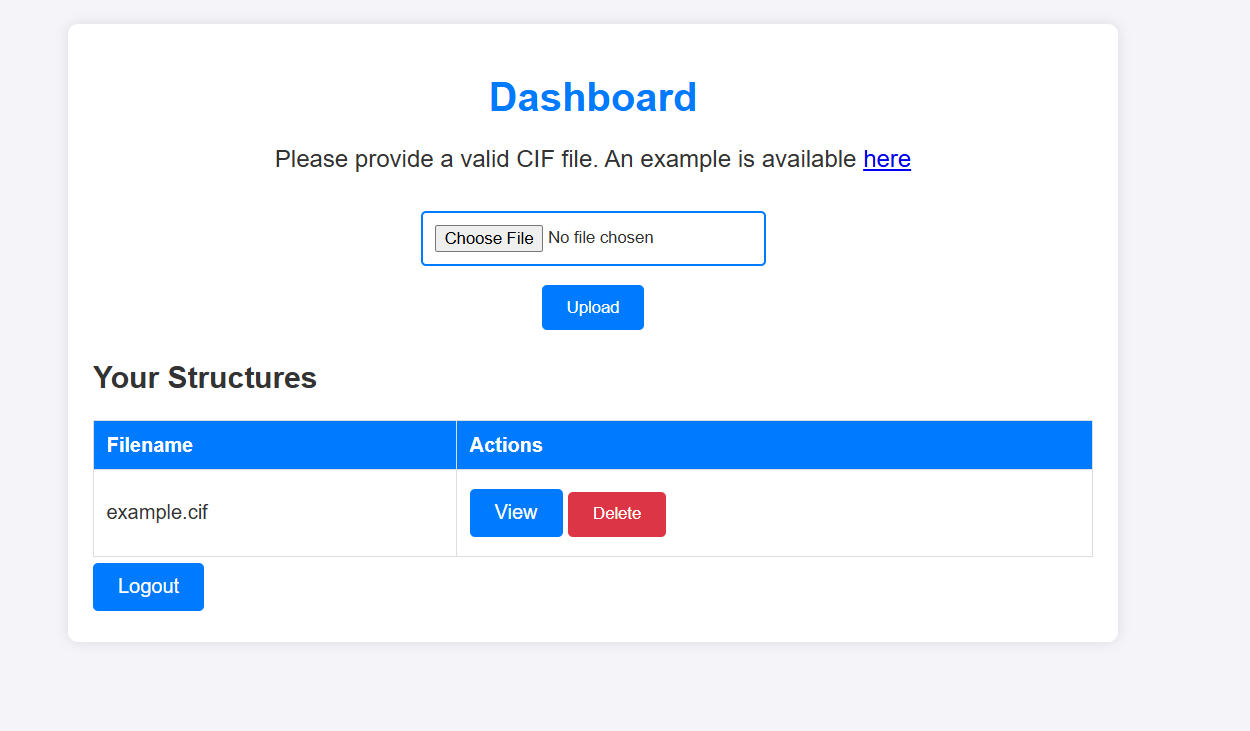 Dashboard
Please provide a valid CIF file. An example is available here
Choose File No file chosen
Upload
Your Structures
Filename Actions
example.cif View Delete
Logout